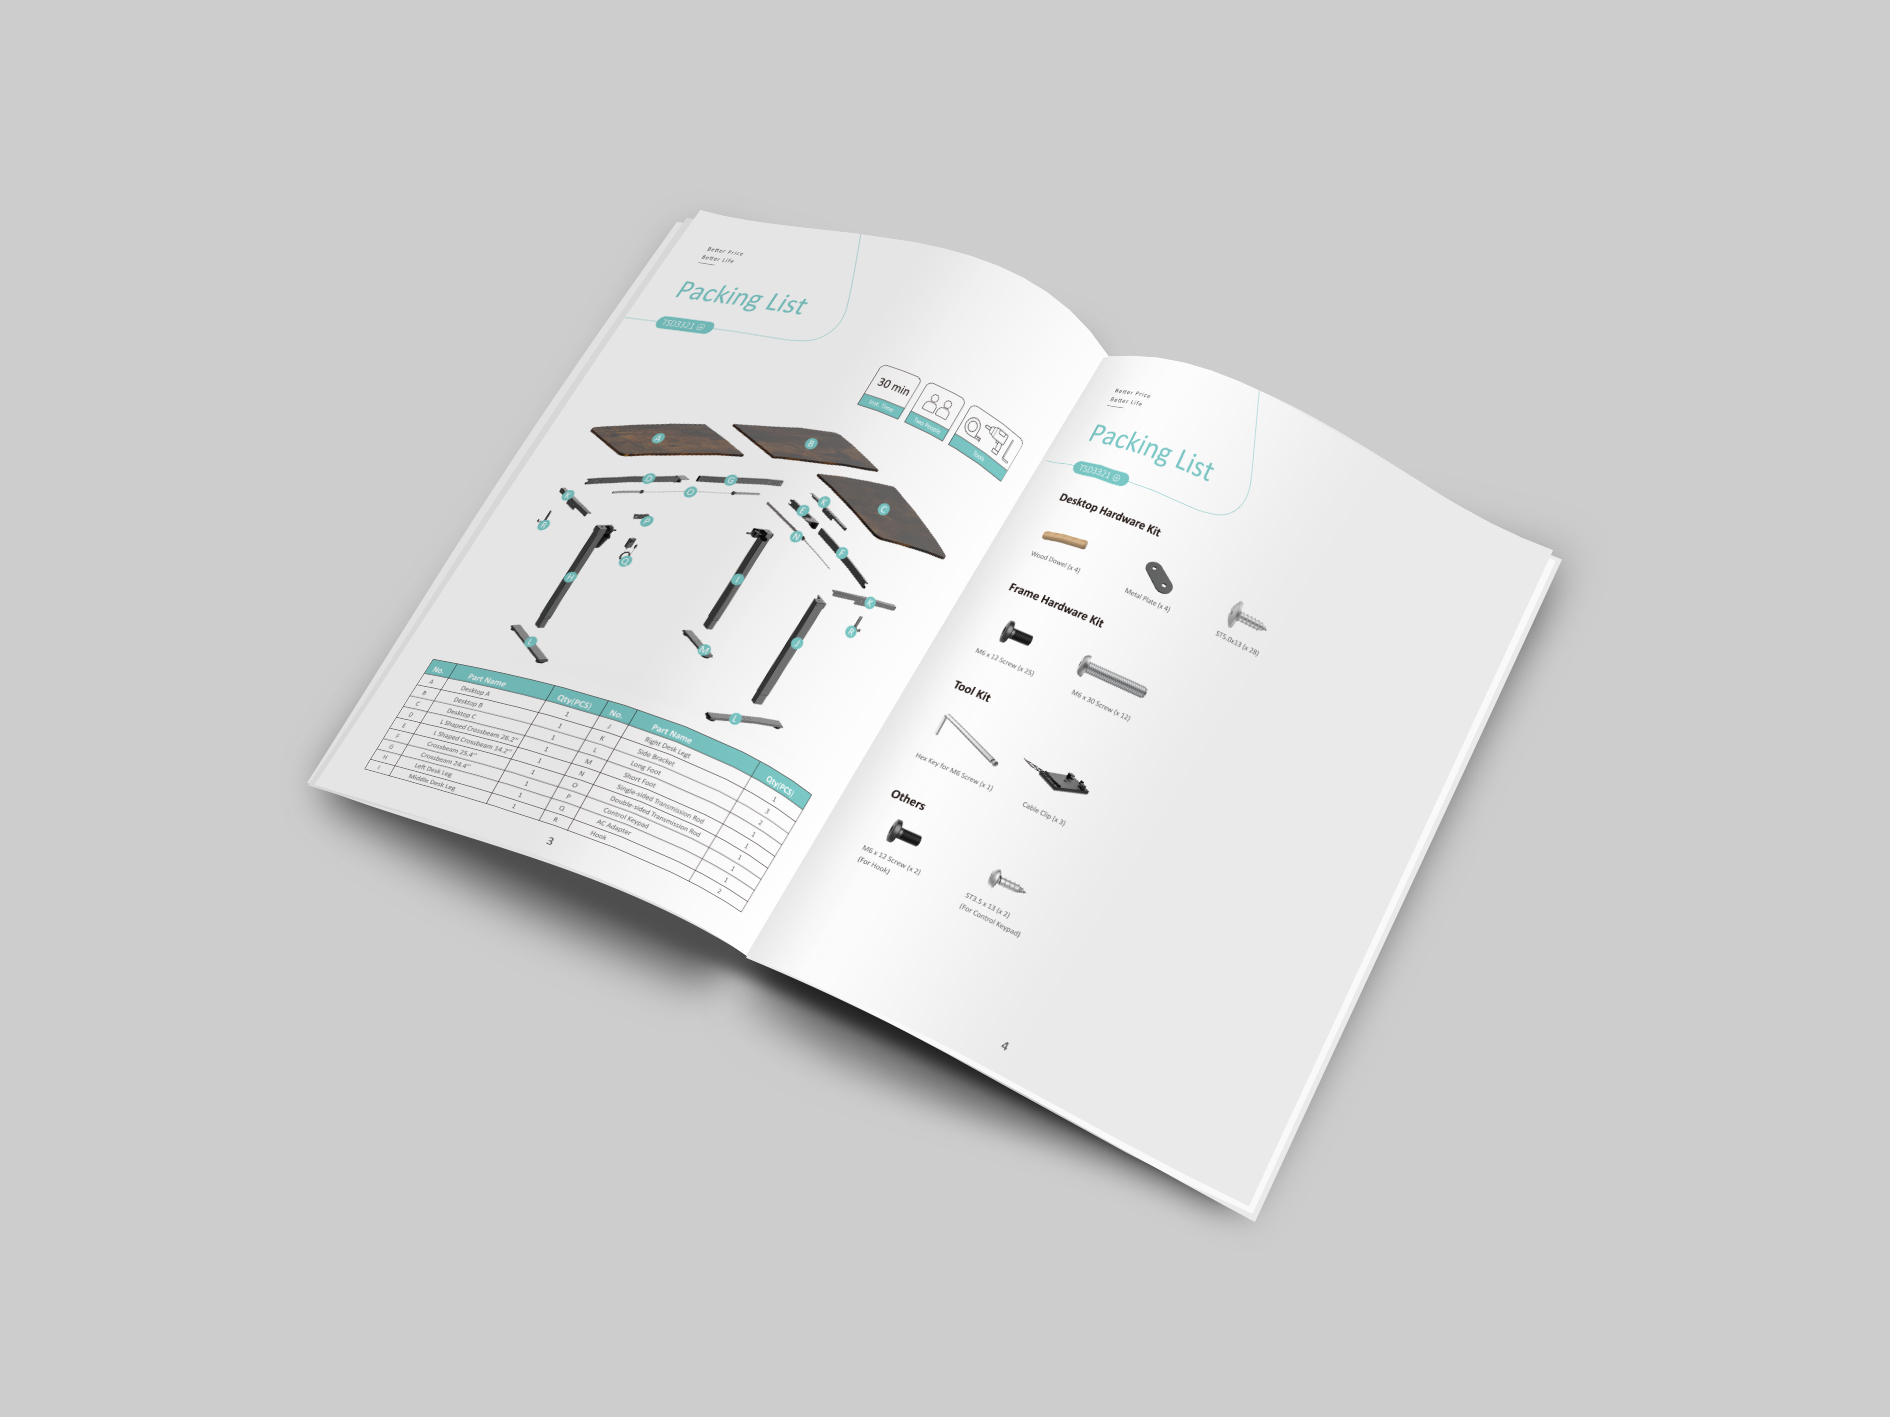 Better Price
Better Life
Packing List
TSD3321
30 min
Inst. Time
Two People
Tools
A
B
C
D
G
O
K
R
P
Q
E
K
N
F
H
I
J
K
R
L
M
L
No. Part Name Qty(PCS) No. Part Name Qty(PCS)
A Desktop A 1 J Right Desk Legt 1
B Desktop B 1 K Side Bracket 3
C Desktop C 1 L Long Foot 2
D L Shaped Crossbeam 26.2" 1 M Short Foot 1
E L Shaped Crossbeam 14.2" 1 N Single-sided Transmission Rod 1
F Crossbeam 25.4" 1 O Double-sided Transmission Rod 1
G Crossbeam 24.4" 1 P Control Keypad 1
H Left Desk Leg 1 Q AC Adapter 1
I Middle Desk Leg 1 R Hook 2
3
Better Price
Better Life
Packing List
TSD3321
Desktop Hardware Kit
Wood Dowel (x 4)
Metal Plate (x 4)
ST5.0x13 (x 28)
Frame Hardware Kit
M6 x 12 Screw (x 25)
M6 x 30 Screw (x 12)
Tool Kit
Hex Key for M6 Screw (x 1)
Cable Clip (x 3)
Others
M6 x 12 Screw (x 2)
(For Hook)
ST3.5 x 13 (x 2)
(For Control Keypad)
4